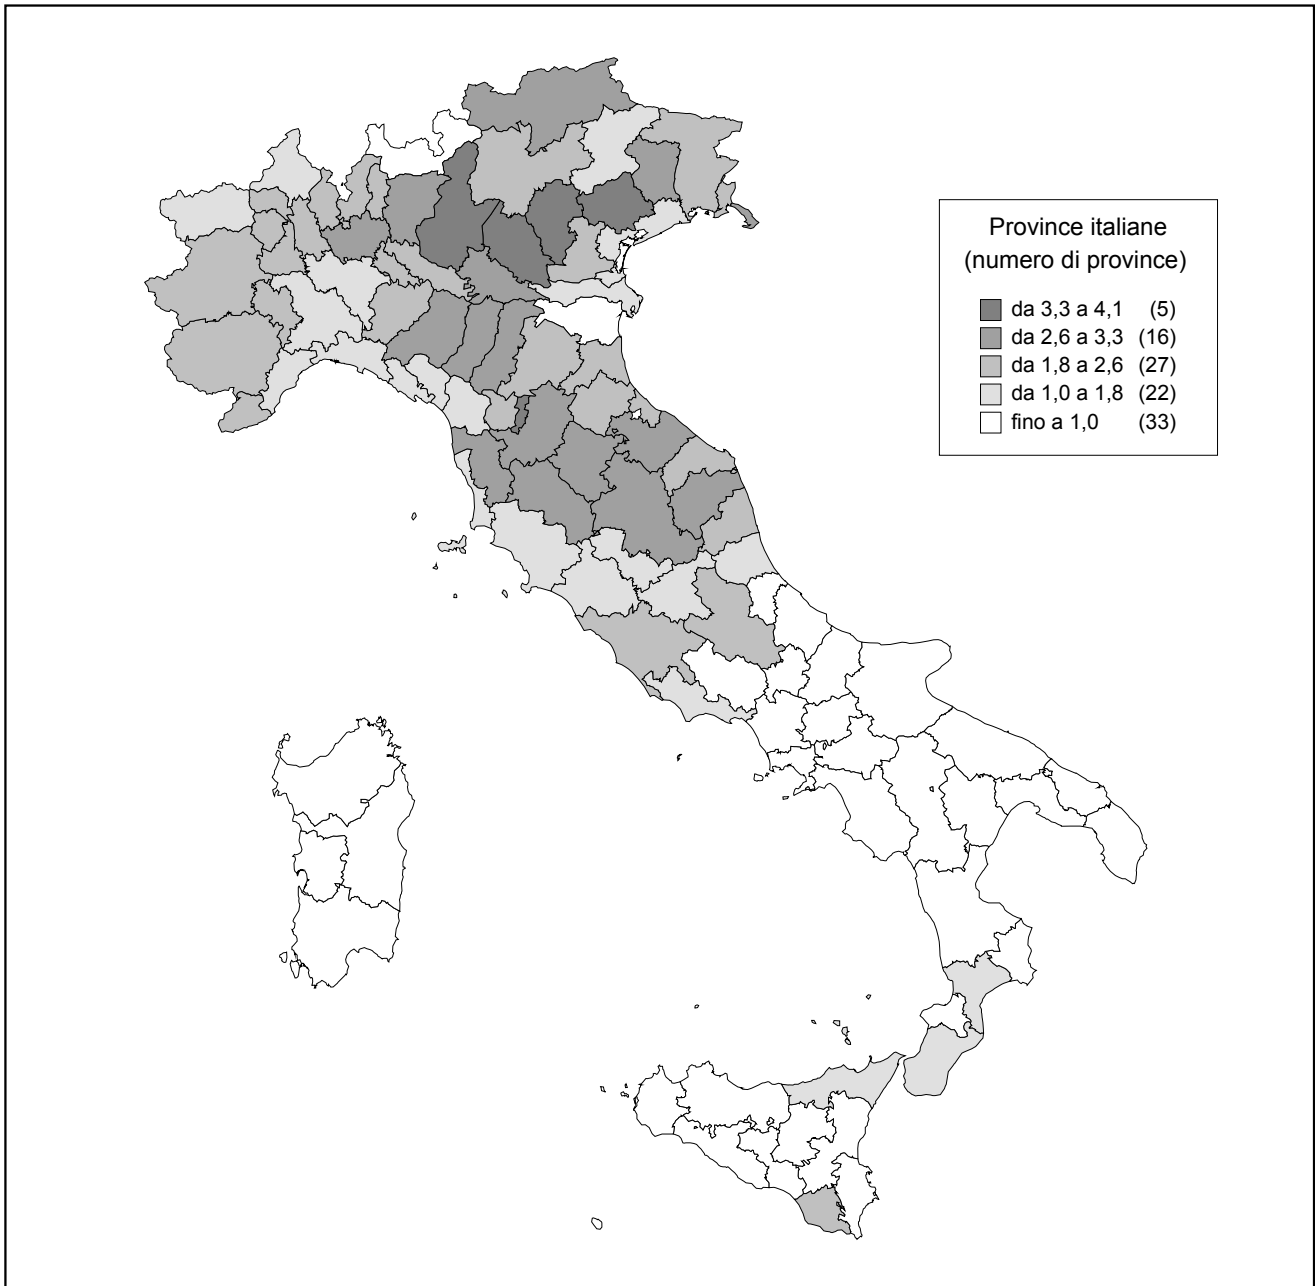 Province italiane
(numero di province)
da 3,3 a 4,1 (5)
da 2,6 a 3,3 (16)
da 1,8 a 2,6 (27)
da 1,0 a 1,8 (22)
fino a 1,0 (33)